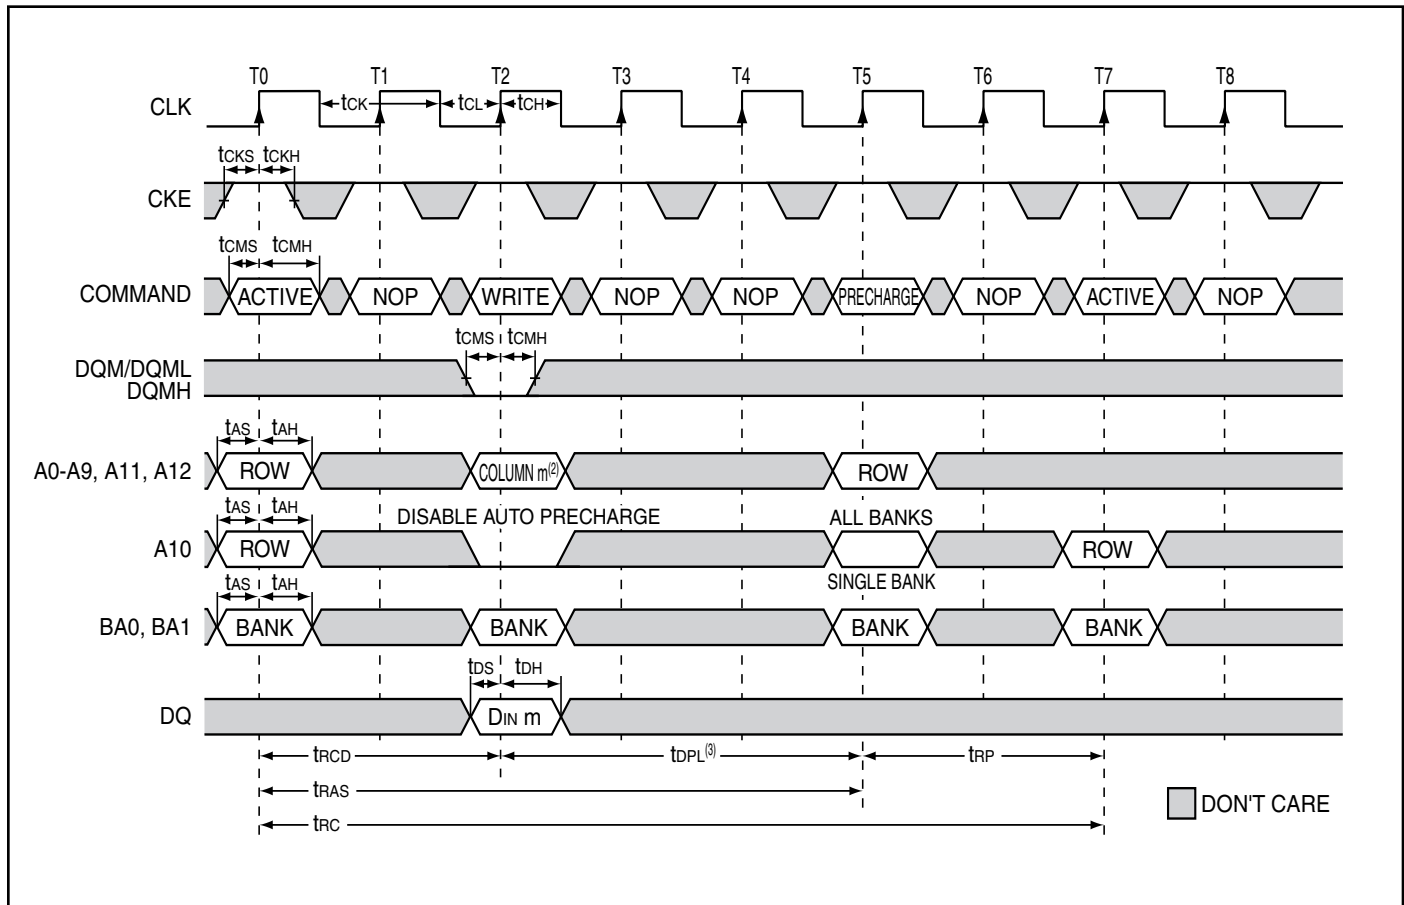 T0 T1 T2 T3 T4 T5 T6 T7 T8
CLK tCK tCL tCH
tCKS tCKH
CKE
tCMS tCMH
COMMAND ACTIVE NOP WRITE NOP NOP PRECHARGE NOP ACTIVE NOP
tCMS tCMH
DQM/DQML
DQMH
tAS tAH
A0-A9, A11, A12 ROW COLUMN m(2) ROW
tAS tAH DISABLE AUTO PRECHARGE ALL BANKS
A10 ROW ROW
tAS tAH SINGLE BANK
BA0, BA1 BANK BANK BANK BANK
tDS tDH
DQ DIN m
tRCD tDPL(3) tRP
tRAS
DON'T CARE
tRC